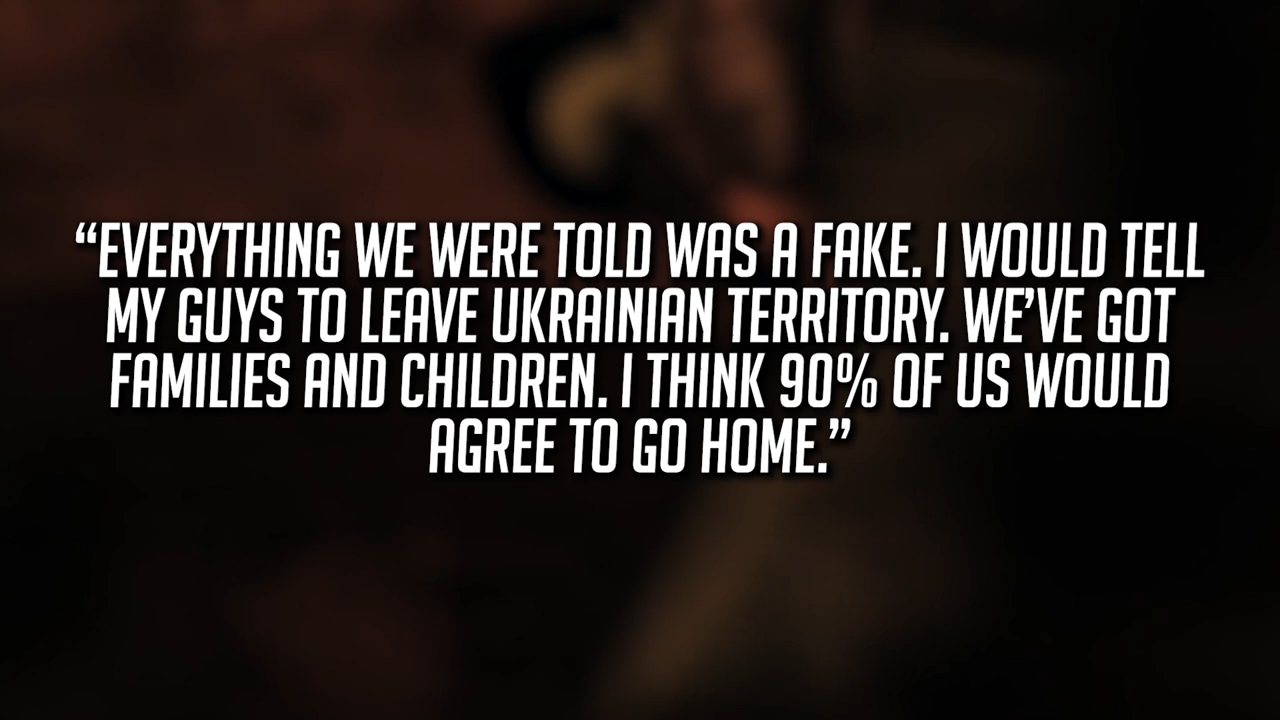 “EVERYTHING WE WERE TOLD WAS A FAKE. I WOULD TELL
MY GUYS TO LEAVE UKRAINIAN TERRITORY. WE’VE GOT
FAMILIES AND CHILDREN. I THINK 90% OF US WOULD
AGREE TO GO HOME.”